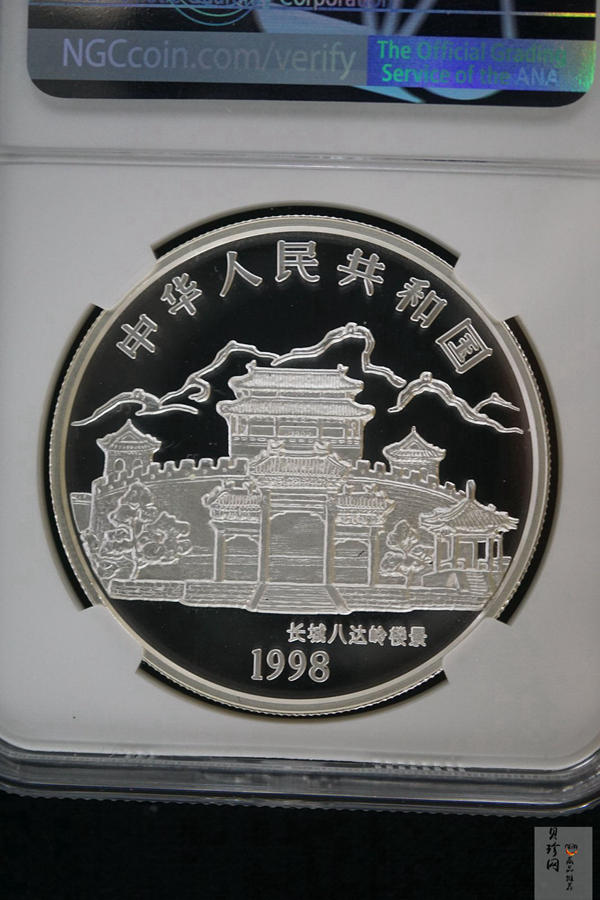 Corporation
NGCcoin.com/verify
The Official Grading
Service of the ANA
中华人民共和国
长城八达岭楼景
1998
贝珍网